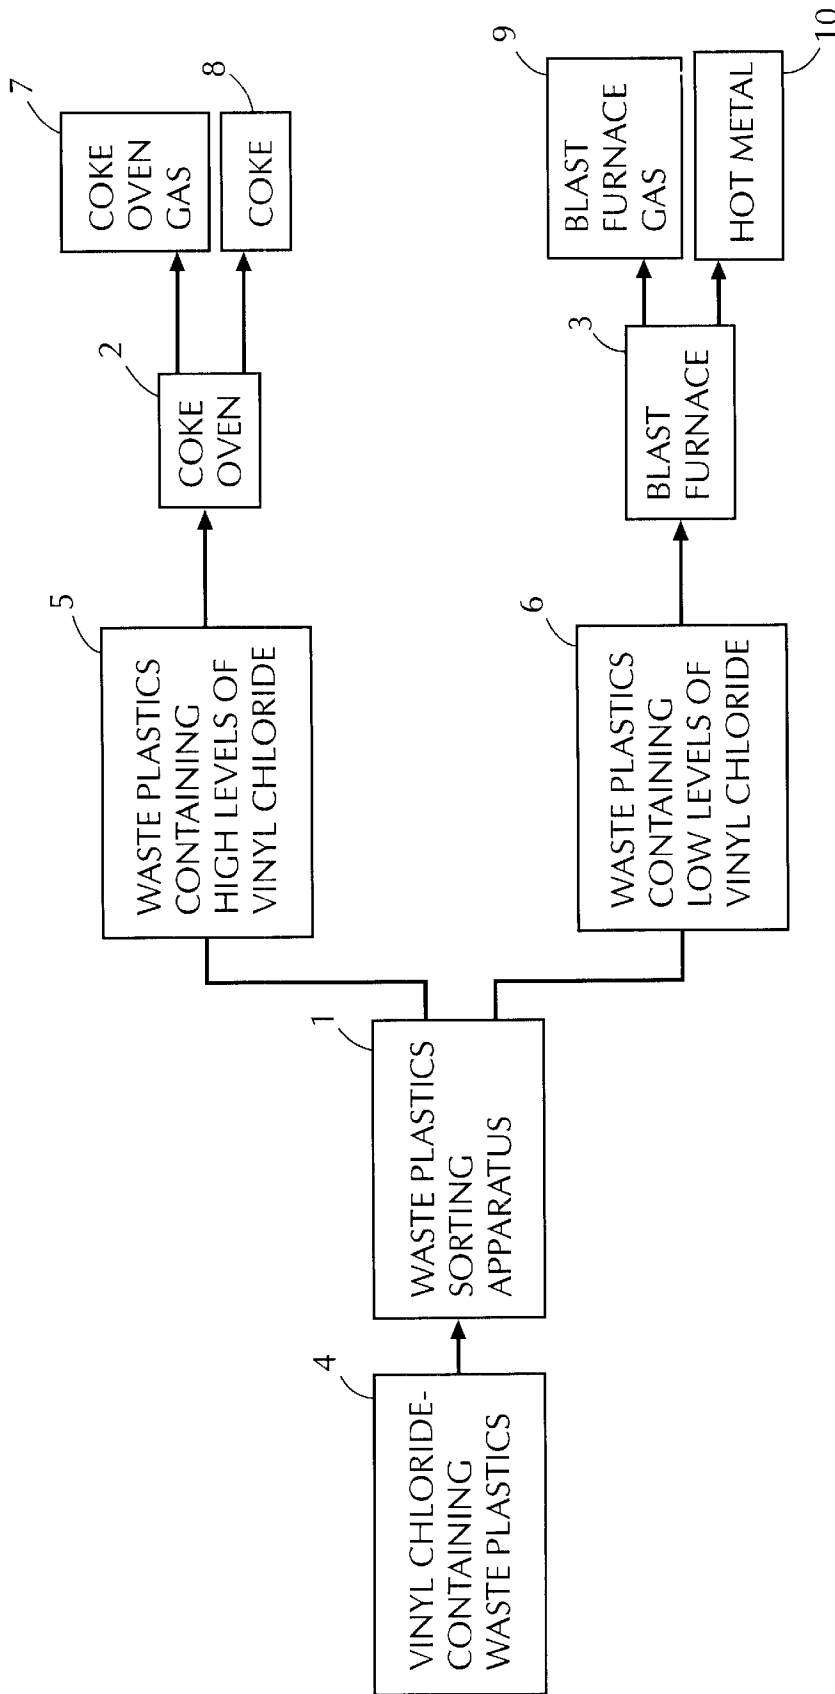 4
VINYL CHLORIDE-
CONTAINING
WASTE PLASTICS
1
WASTE PLASTICS
SORTING
APPARATUS
5
WASTE PLASTICS
CONTAINING
HIGH LEVELS OF
VINYL CHLORIDE
2
COKE
OVEN
7
COKE
OVEN
GAS
8
COKE
6
WASTE PLASTICS
CONTAINING
LOW LEVELS OF
VINYL CHLORIDE
3
BLAST
FURNACE
9
BLAST
FURNACE
GAS
10
HOT METAL